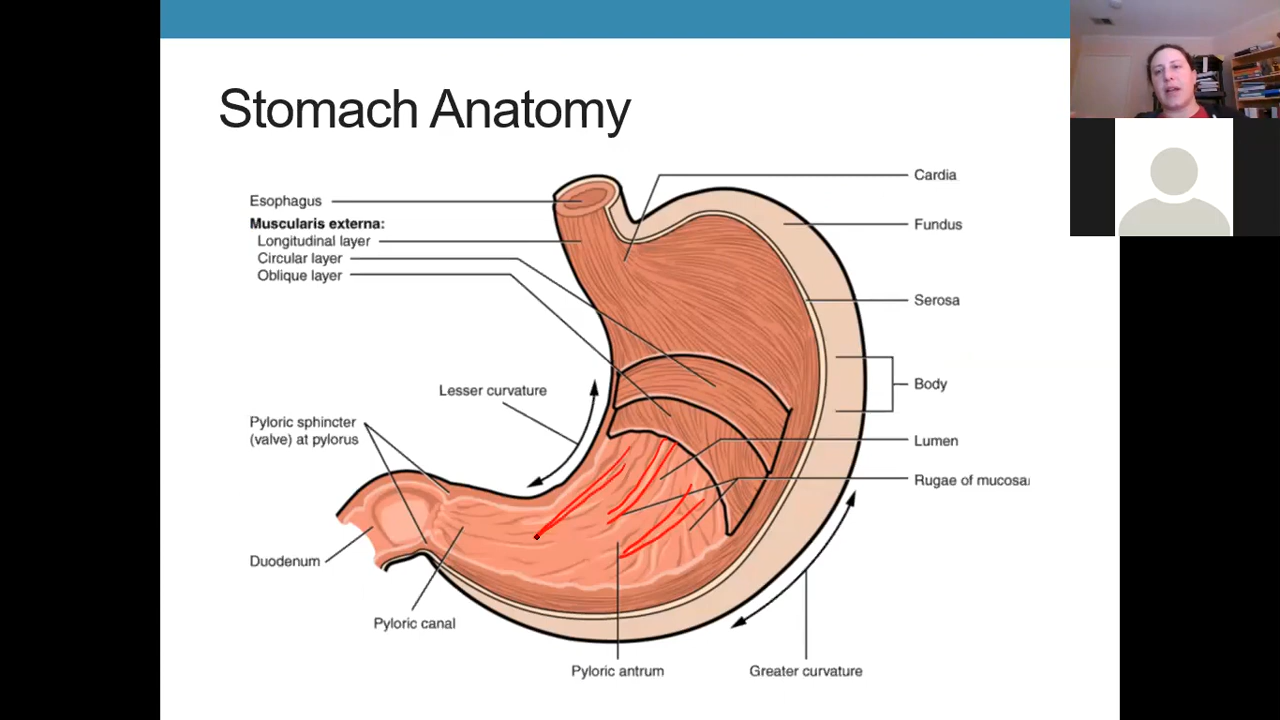 Stomach Anatomy
Esophagus
Muscularis externa:
Longitudinal layer
Circular layer
Oblique layer
Lesser curvature
Pyloric sphincter
(valve) at pylorus
Duodenum
Pyloric canal
Pyloric antrum
Greater curvature
Cardia
Fundus
Serosa
Body
Lumen
Rugae of mucosa